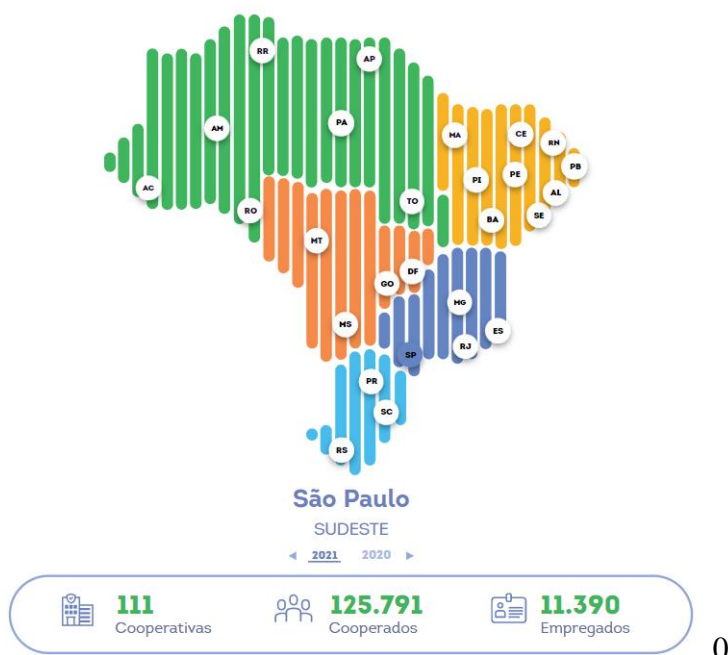 RR
AP
AM
PA
MA
CE
RN
PB
AC
PI
PE
AL
RO
TO
BA
SE
MT
DF
GO
MG
MS
ES
SP
RJ
PR
SC
RS
São Paulo
SUDESTE
◄ 2021 2020 ►
111 125.791 11.390
Cooperativas Cooperados Empregados
0